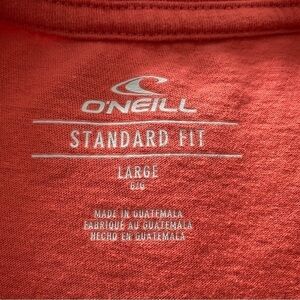 O'NEILL
STANDARD FIT
LARGE
G/G
MADE IN GUATEMALA
FABRIQUÉ AU GUATEMALA
HECHO EN GUATEMALA